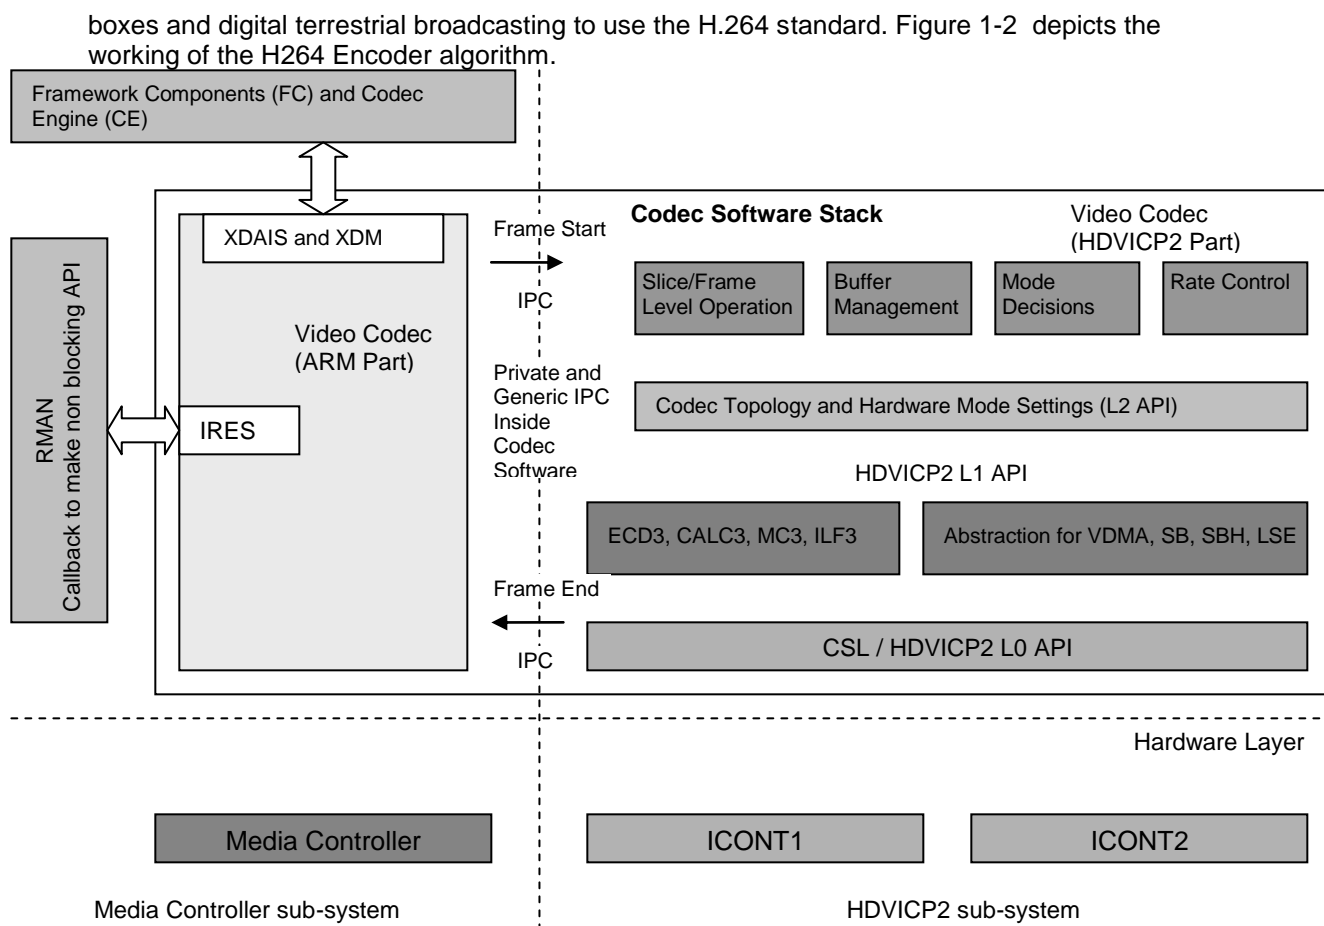 boxes and digital terrestrial broadcasting to use the H.264 standard. Figure 1-2 depicts the
working of the H264 Encoder algorithm.
Framework Components (FC) and Codec
Engine (CE)
XDAIS and XDM
Video Codec
(ARM Part)
IRES
RMAN
Callback to make non blocking API
Frame Start
IPC
Private and
Generic IPC
Inside
Codec
Software
Frame End
IPC
Codec Software Stack
Video Codec
(HDVICP2 Part)
Slice/Frame
Level Operation
Buffer
Management
Mode
Decisions
Rate Control
Codec Topology and Hardware Mode Settings (L2 API)
HDVICP2 L1 API
ECD3, CALC3, MC3, ILF3
Abstraction for VDMA, SB, SBH, LSE
CSL / HDVICP2 L0 API
Hardware Layer
Media Controller
ICONT1
ICONT2
Media Controller sub-system
HDVICP2 sub-system